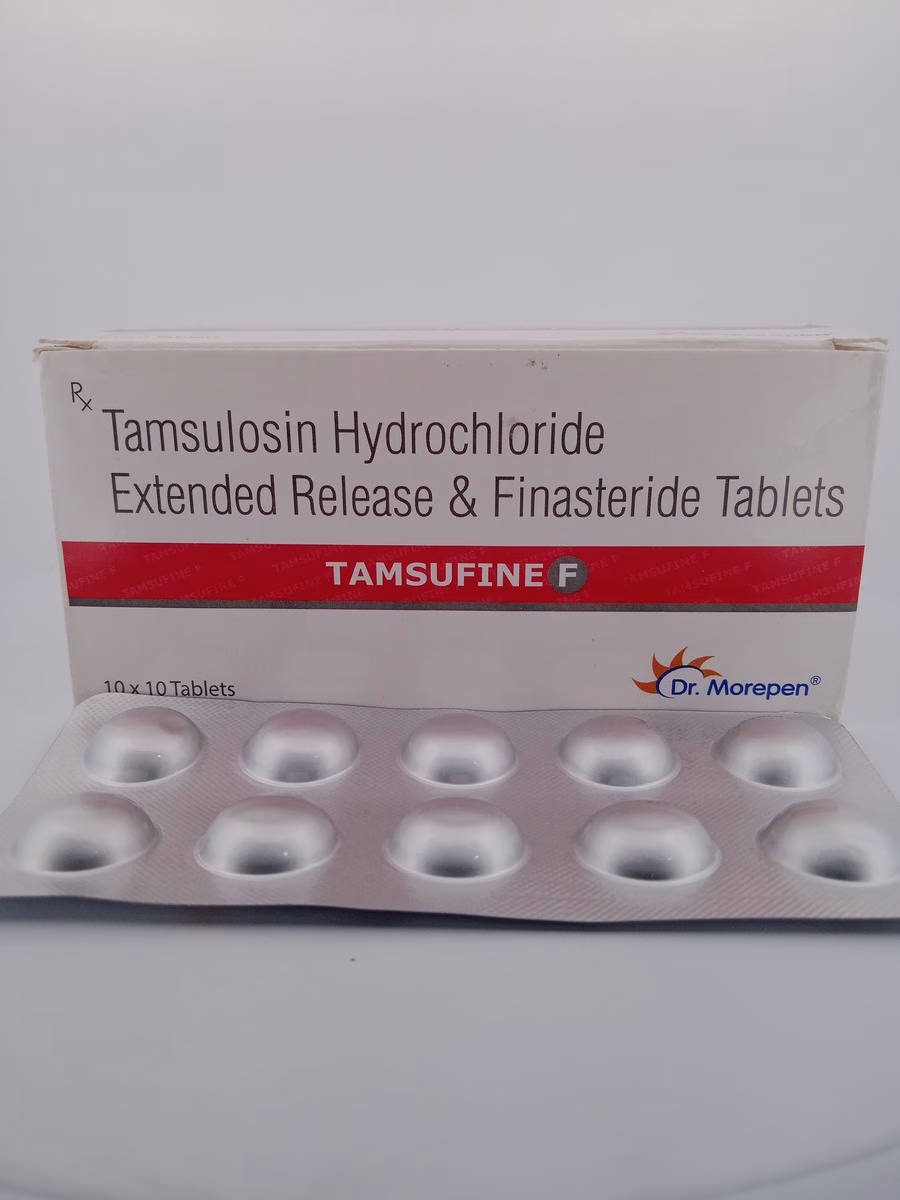 Rx
Tamsulosin Hydrochloride
Extended Release & Finasteride Tablets
TAMSUFINE F
10 x 10 Tablets
Dr. Morepen®